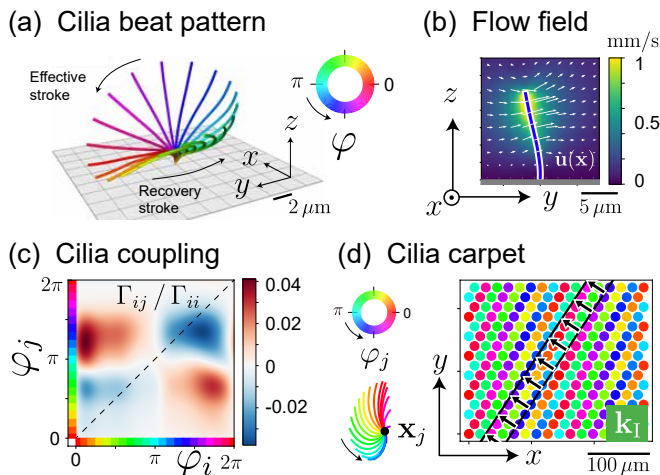 (a) Cilia beat pattern
Effective
stroke
Recovery
stroke
z
x
y
2 μm
π
0
φ
(b) Flow field
mm/s
1
0
z
x
y
u(x)
5 μm
(c) Cilia coupling
Γij / Γii
2π
π
0
φj
0
π
φi
2π
0.04
0.02
0
-0.02
(d) Cilia carpet
π
0
φj
xj
y
x
kI
100 μm